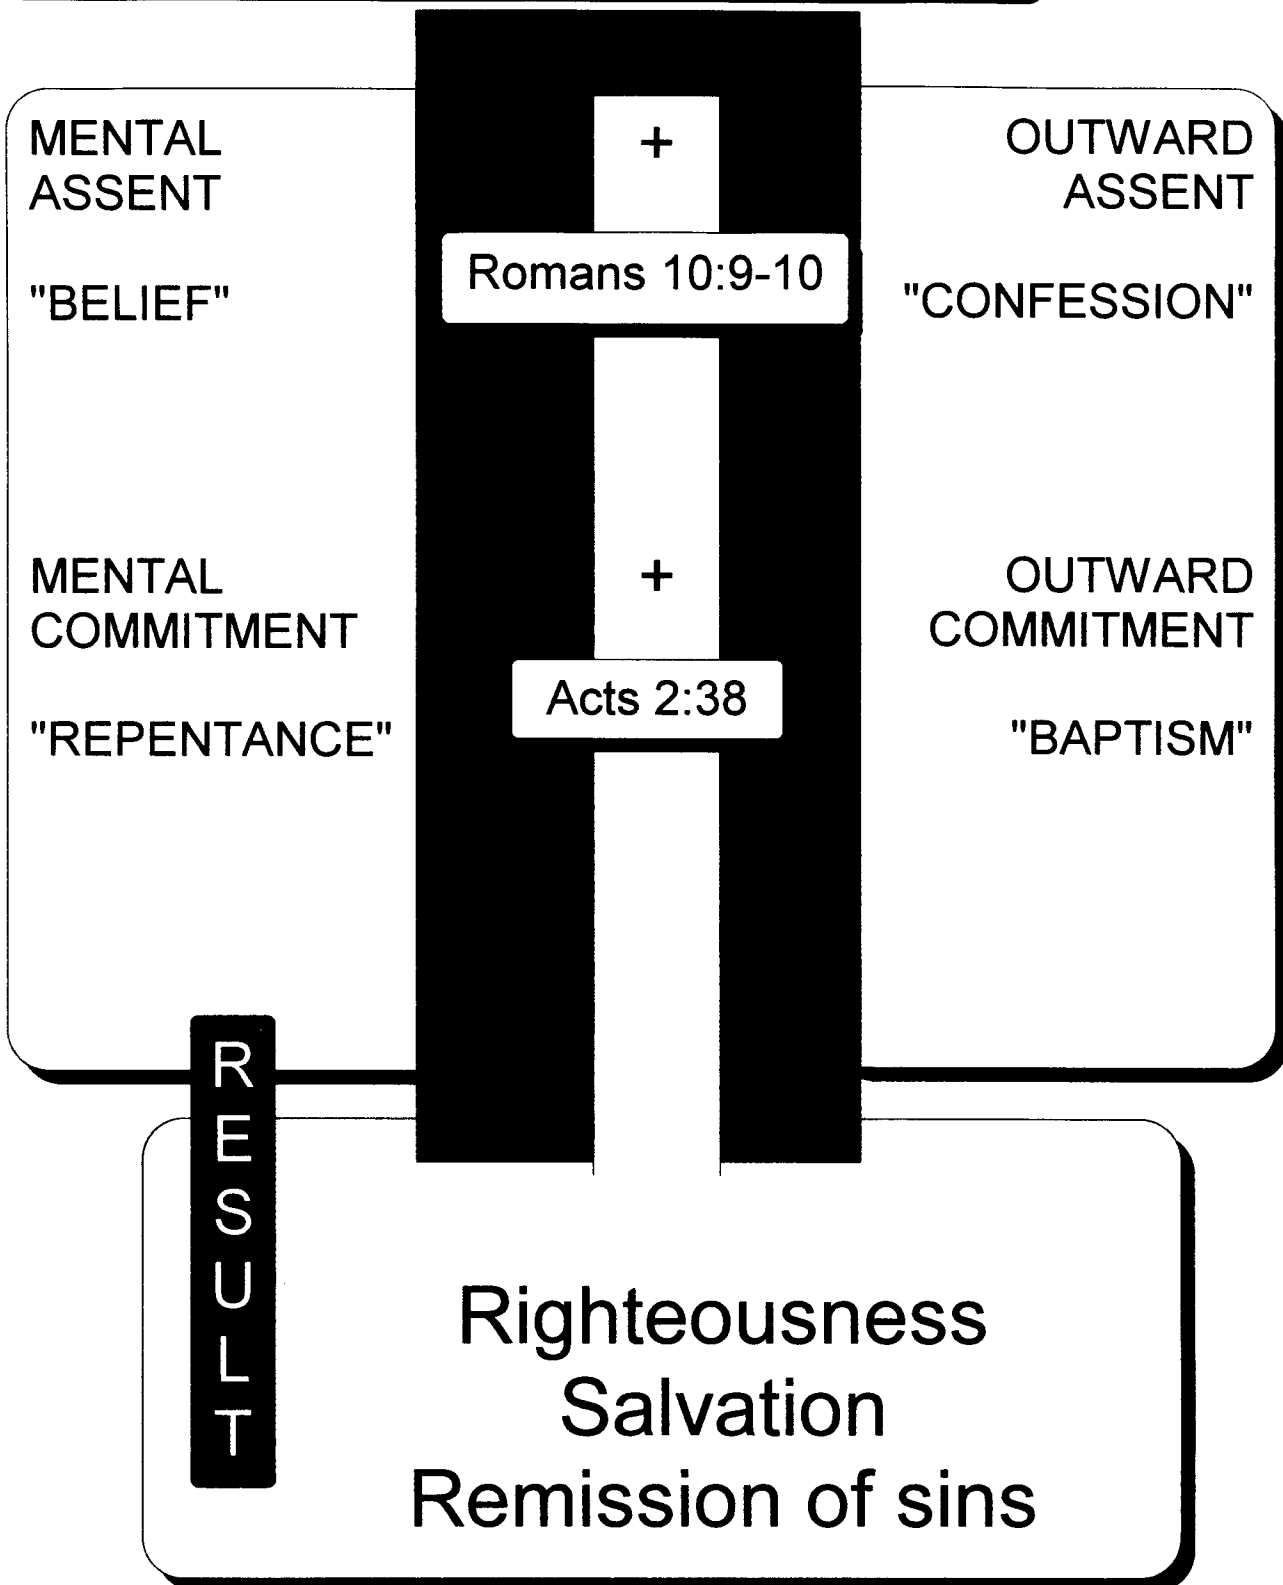 MENTAL
ASSENT
+
OUTWARD
ASSENT
"BELIEF"
Romans 10:9-10
"CONFESSION"
MENTAL
COMMITMENT
+
OUTWARD
COMMITMENT
"REPENTANCE"
Acts 2:38
"BAPTISM"
RESULT
Righteousness
Salvation
Remission of sins